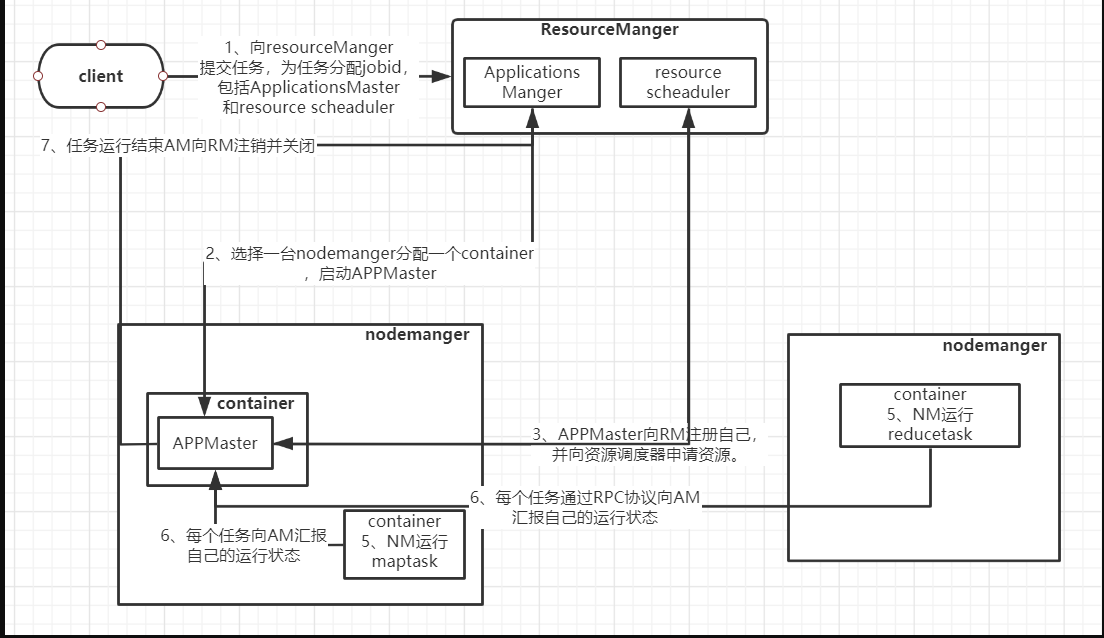 ResourceManger
client
1、向resourceManger
提交任务，为任务分配jobid，
包括ApplicationsMaster
和resource scheaduler
Applications
Manger
resource
scheaduler
7、任务运行结束AM向RM注销并关闭
2、选择一台nodemanger分配一个container
，启动APPMaster
nodemanger
nodemanger
container
APPMaster
container
5、NM运行
reducetask
3、APPMaster向RM注册自己，
并向资源调度器申请资源。
6、每个任务通过RPC协议向AM
汇报自己的运行状态
6、每个任务向AM汇报
自己的运行状态
container
5、NM运行
maptask